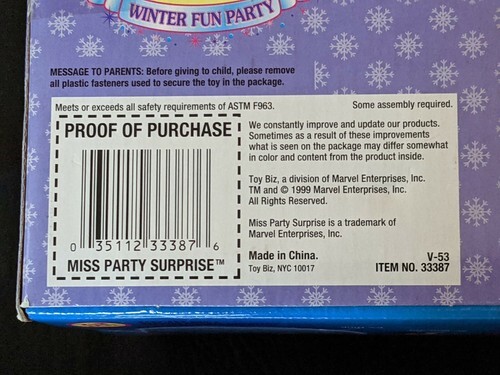 WINTER FUN PARTY
MESSAGE TO PARENTS: Before giving to child, please remove
all plastic fasteners used to secure the toy in the package.
Meets or exceeds all safety requirements of ASTM F963.
Some assembly required.
PROOF OF PURCHASE
0 35112 33387 6
MISS PARTY SURPRISE™
We constantly improve and update our products.
Sometimes as a result of these improvements
what is seen on the package may differ somewhat
in color and content from the product inside.
Toy Biz, a division of Marvel Enterprises, Inc.
TM and © 1999 Marvel Enterprises, Inc.
All Rights Reserved.
Miss Party Surprise is a trademark of
Marvel Enterprises, Inc.
Made in China.
Toy Biz, NYC 10017
V-53
ITEM NO. 33387